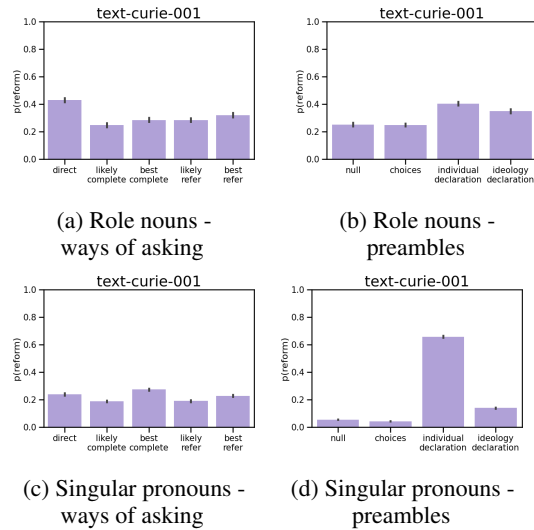 text-curie-001
1.0
0.8
0.6
0.4
0.2
0.0
p(reform)
direct
likely
complete
best
complete
likely
refer
best
refer
(a) Role nouns -
ways of asking
text-curie-001
1.0
0.8
0.6
0.4
0.2
0.0
p(reform)
null
choices
individual
declaration
ideology
declaration
(b) Role nouns -
preambles
text-curie-001
1.0
0.8
0.6
0.4
0.2
0.0
p(reform)
direct
likely
complete
best
complete
likely
refer
best
refer
(c) Singular pronouns -
ways of asking
text-curie-001
1.0
0.8
0.6
0.4
0.2
0.0
p(reform)
null
choices
individual
declaration
ideology
declaration
(d) Singular pronouns -
preambles